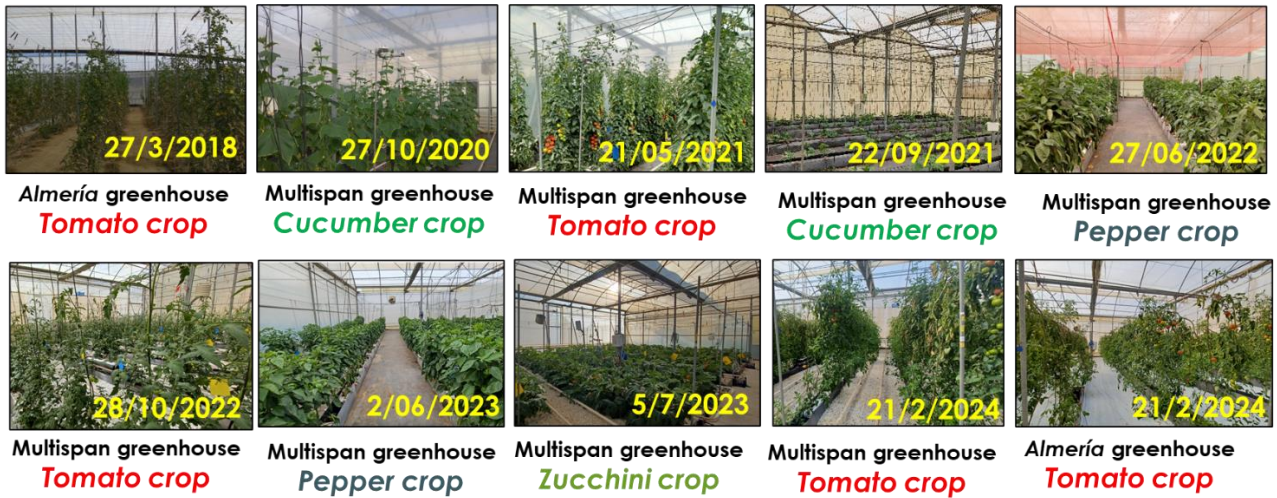 27/3/2018
27/10/2020
21/05/2021
22/09/2021
27/06/2022
Almería greenhouse
Tomato crop
Multispan greenhouse
Cucumber crop
Multispan greenhouse
Tomato crop
Multispan greenhouse
Cucumber crop
Multispan greenhouse
Pepper crop
28/10/2022
2/06/2023
5/7/2023
21/2/2024
21/2/2024
Multispan greenhouse
Tomato crop
Multispan greenhouse
Pepper crop
Multispan greenhouse
Zucchini crop
Multispan greenhouse
Tomato crop
Almería greenhouse
Tomato crop